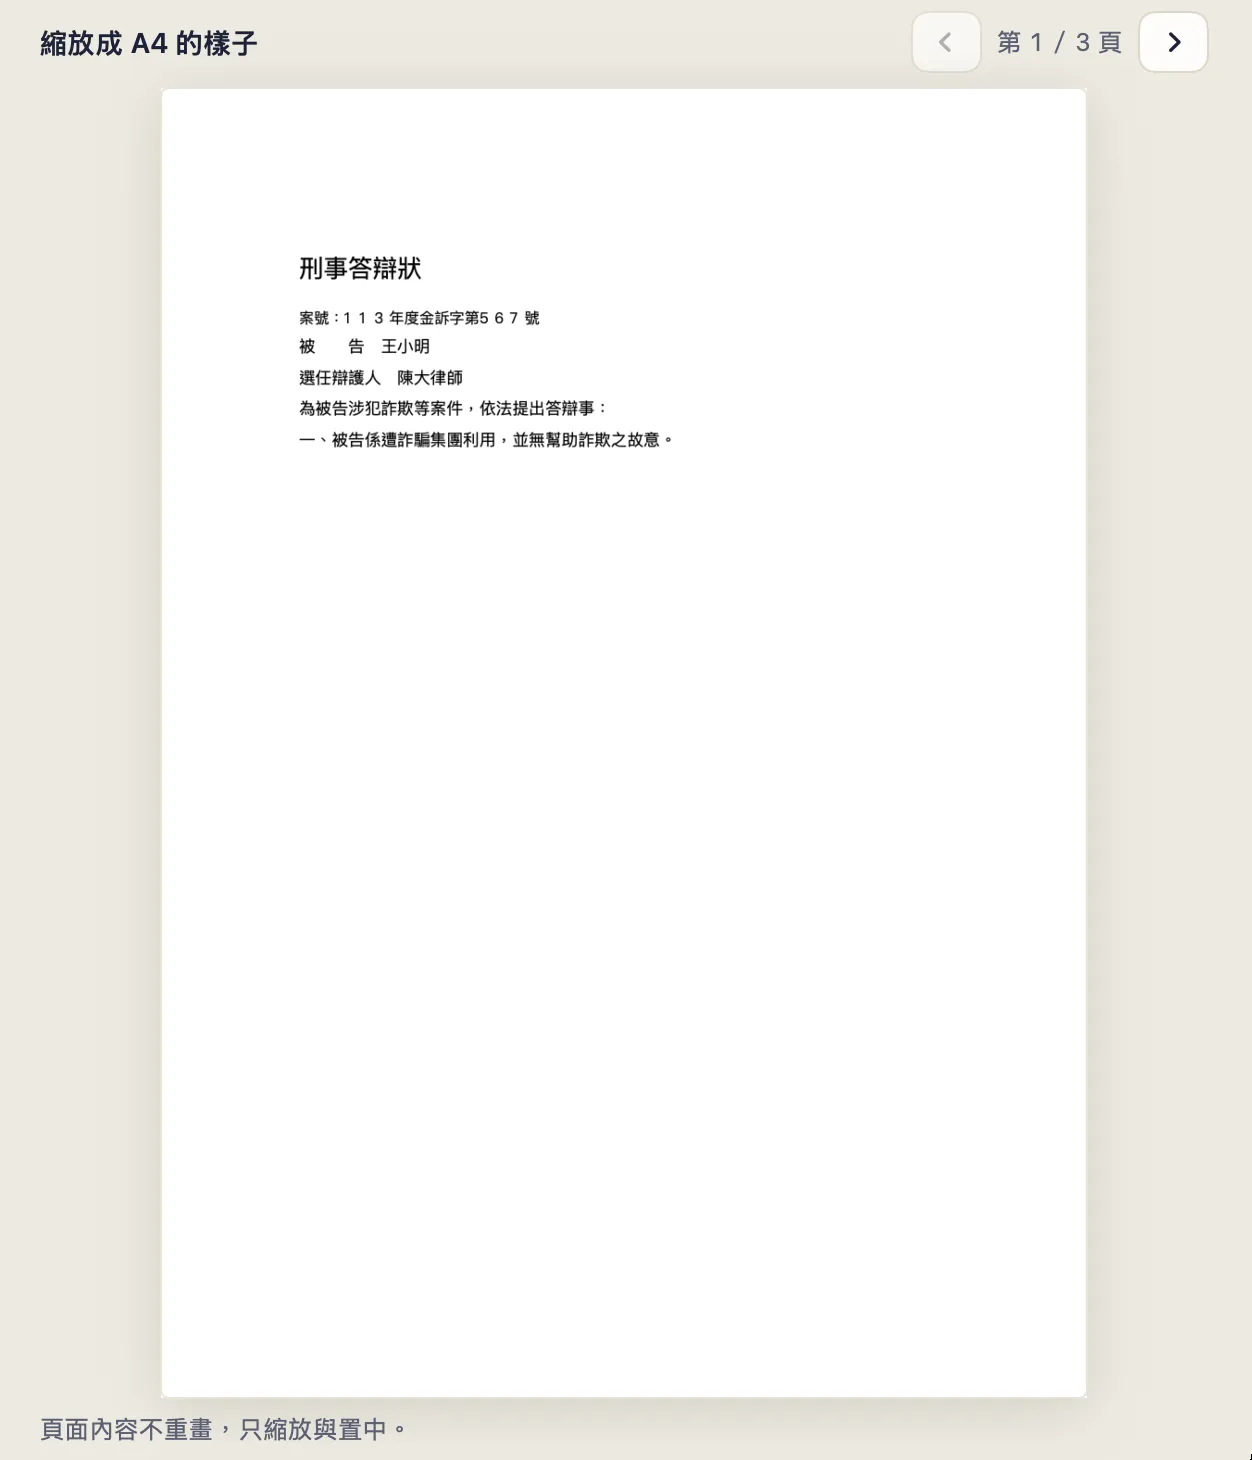 縮放成 A4 的樣子
第 1 / 3 頁
刑事答辯狀
案號：１１３年度金訴字第５６７號
被　　告　王小明
選任辯護人　陳大律師
為被告涉犯詐欺等案件，依法提出答辯事：
一、被告係遭詐騙集團利用，並無幫助詐欺之故意。
頁面內容不重畫，只縮放與置中。